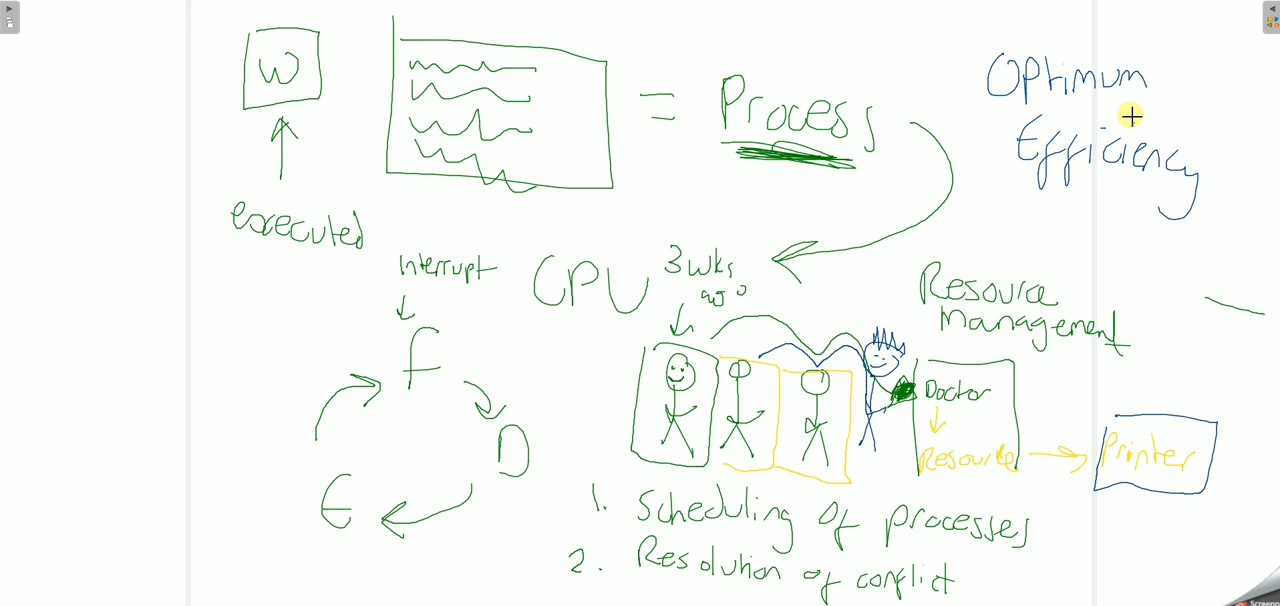 W
= Process
Optimum
Efficiency
executed
Interrupt
CPU
3 wks
ago
Resource
Management
F
D
E
Doctor
Resource
Printer
1. Scheduling of processes
2. Resolution of conflict